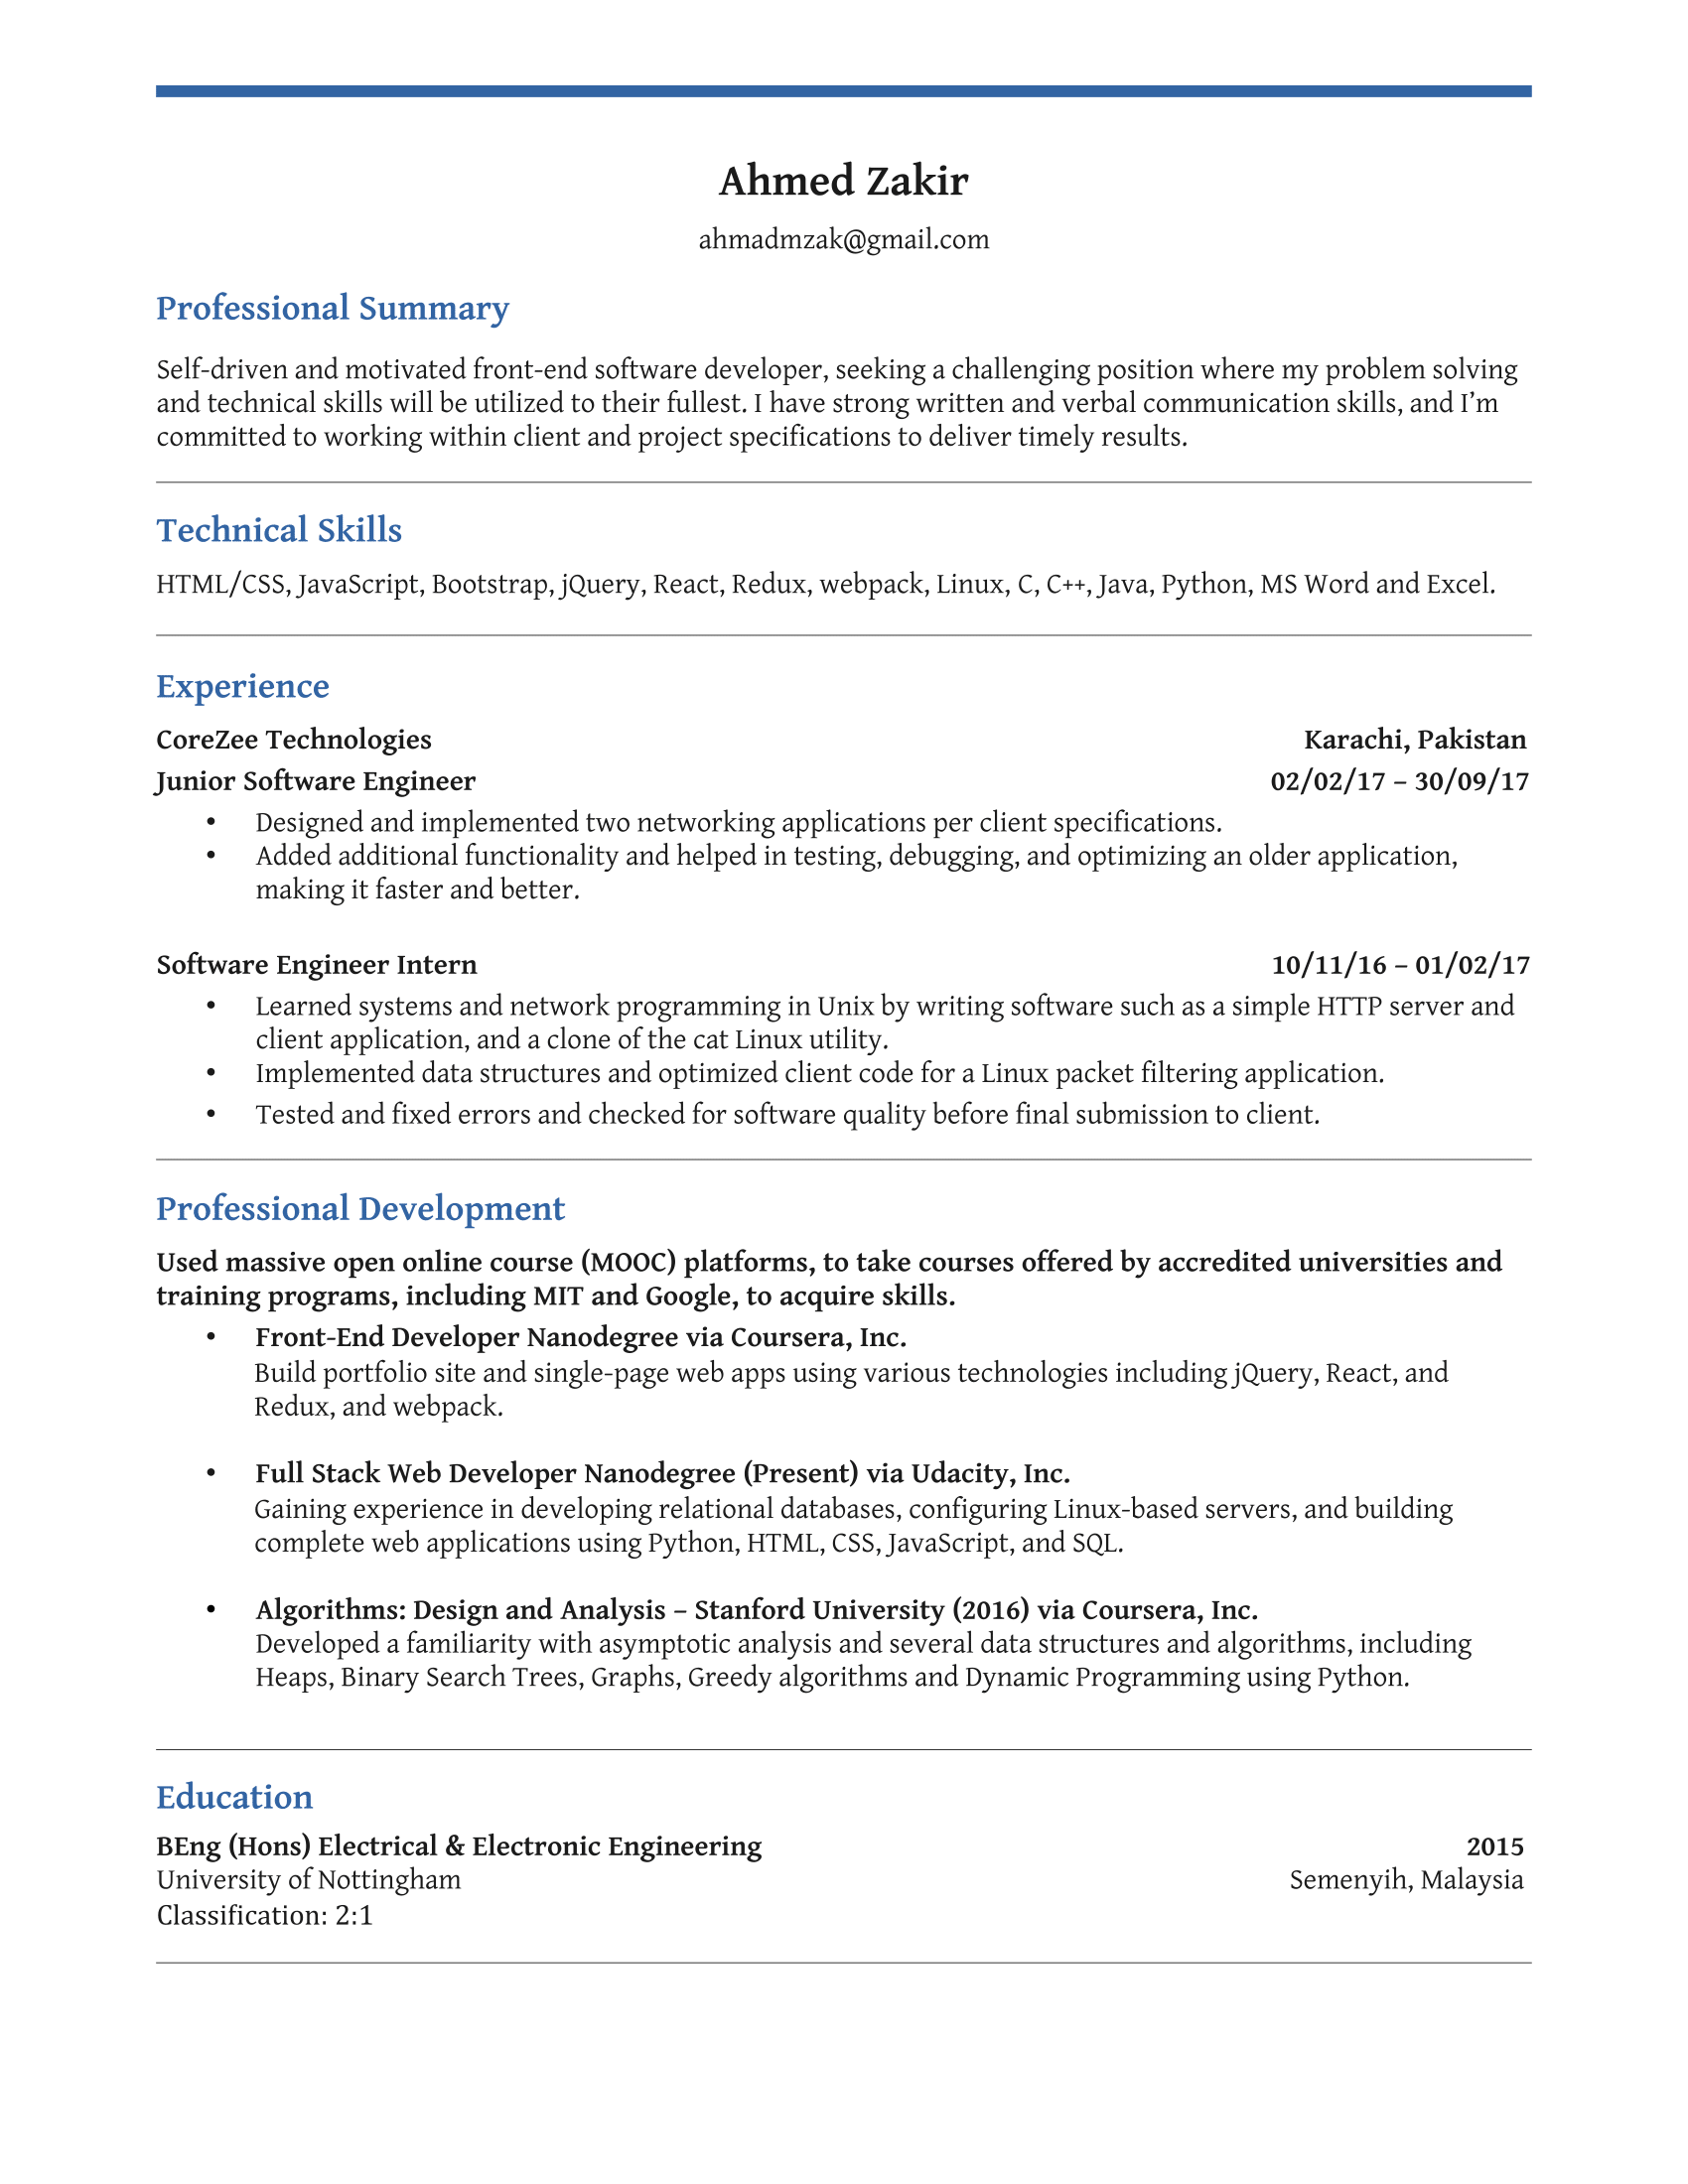 Ahmed Zakir
ahmadmzak@gmail.com
Professional Summary
Self-driven and motivated front-end software developer, seeking a challenging position where my problem solving
and technical skills will be utilized to their fullest. I have strong written and verbal communication skills, and I’m
committed to working within client and project specifications to deliver timely results.
Technical Skills
HTML/CSS, JavaScript, Bootstrap, jQuery, React, Redux, webpack, Linux, C, C++, Java, Python, MS Word and Excel.
Experience
CoreZee Technologies Karachi, Pakistan
Junior Software Engineer 02/02/17 – 30/09/17
• Designed and implemented two networking applications per client specifications.
• Added additional functionality and helped in testing, debugging, and optimizing an older application,
making it faster and better.
Software Engineer Intern 10/11/16 – 01/02/17
• Learned systems and network programming in Unix by writing software such as a simple HTTP server and
client application, and a clone of the cat Linux utility.
• Implemented data structures and optimized client code for a Linux packet filtering application.
• Tested and fixed errors and checked for software quality before final submission to client.
Professional Development
Used massive open online course (MOOC) platforms, to take courses offered by accredited universities and
training programs, including MIT and Google, to acquire skills.
• Front-End Developer Nanodegree via Coursera, Inc.
Build portfolio site and single-page web apps using various technologies including jQuery, React, and
Redux, and webpack.
• Full Stack Web Developer Nanodegree (Present) via Udacity, Inc.
Gaining experience in developing relational databases, configuring Linux-based servers, and building
complete web applications using Python, HTML, CSS, JavaScript, and SQL.
• Algorithms: Design and Analysis – Stanford University (2016) via Coursera, Inc.
Developed a familiarity with asymptotic analysis and several data structures and algorithms, including
Heaps, Binary Search Trees, Graphs, Greedy algorithms and Dynamic Programming using Python.
Education
BEng (Hons) Electrical & Electronic Engineering 2015
University of Nottingham Semenyih, Malaysia
Classification: 2:1